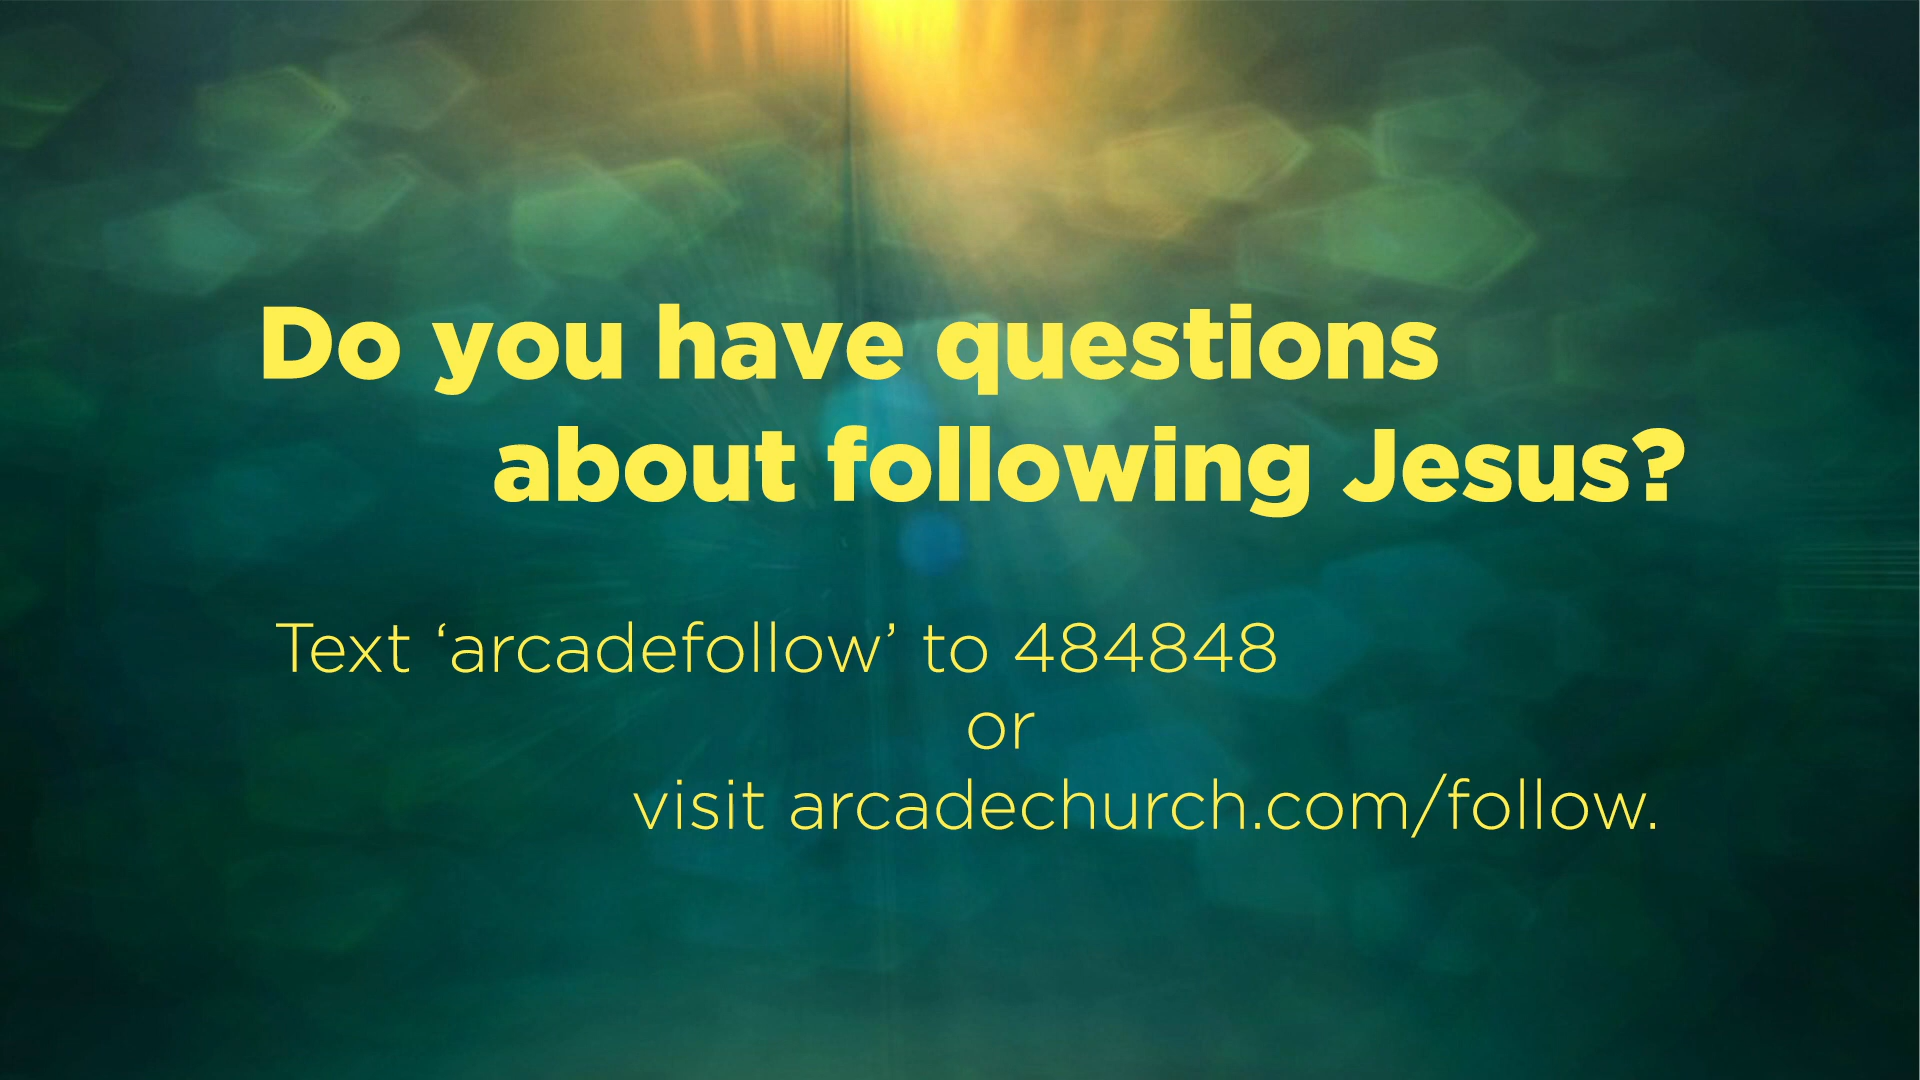 Do you have questions
about following Jesus?
Text ‘arcadefollow’ to 484848
or
visit arcadechurch.com/follow.